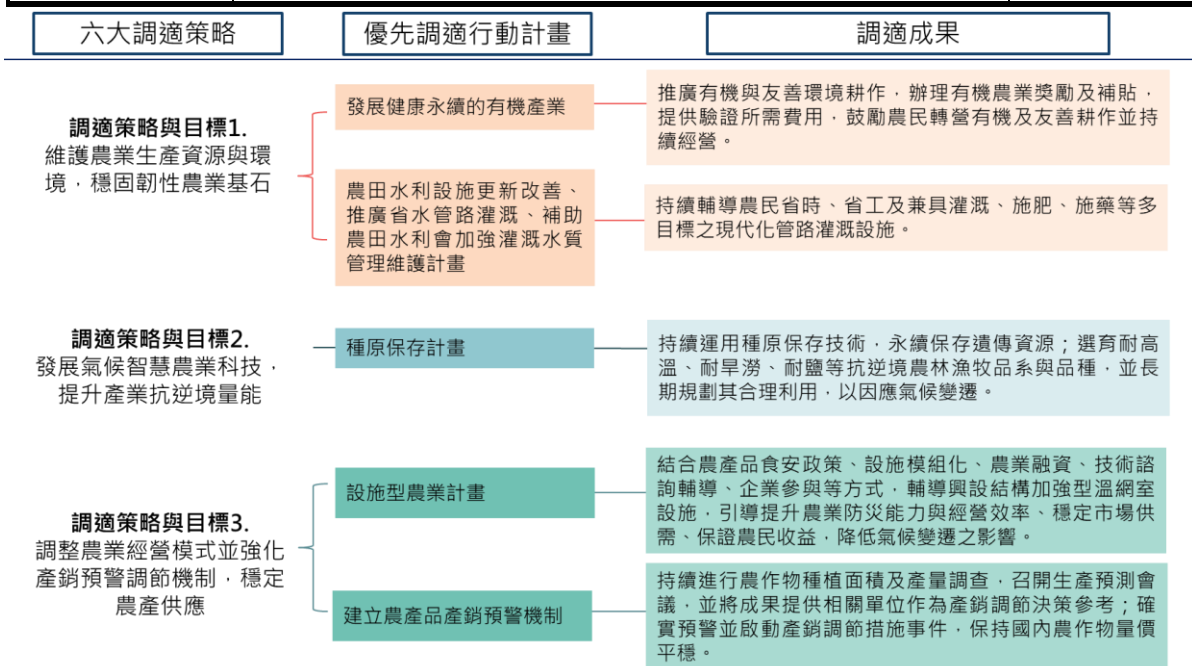 六大調適策略
優先調適行動計畫
調適成果
調適策略與目標1.
維護農業生產資源與環
境，穩固韌性農業基石
發展健康永續的有機產業
推廣有機與友善環境耕作，辦理有機農業獎勵及補貼，
提供驗證所需費用，鼓勵農民轉營有機及友善耕作並持
續經營。
農田水利設施更新改善、
推廣省水管路灌溉、補助
農田水利會加強灌溉水質
管理維護計畫
持續輔導農民省時、省工及兼具灌溉、施肥、施藥等多
目標之現代化管路灌溉設施。
調適策略與目標2.
發展氣候智慧農業科技，
提升產業抗逆境量能
種原保存計畫
持續運用種原保存技術，永續保存遺傳資源；選育耐高
溫、耐旱澇、耐鹽等抗逆境農林漁牧品系與品種，並長
期規劃其合理利用，以因應氣候變遷。
調適策略與目標3.
調整農業經營模式並強化
產銷預警調節機制，穩定
農產供應
設施型農業計畫
結合農產品食安政策、設施模組化、農業融資、技術諮
詢輔導、企業參與等方式，輔導興設結構加強型溫網室
設施，引導提升農業防災能力與經營效率、穩定市場供
需、保證農民收益，降低氣候變遷之影響。
建立農產品產銷預警機制
持續進行農作物種植面積及產量調查，召開生產預測會
議，並將成果提供相關單位作為產銷調節決策參考；確
實預警並啟動產銷調節措施事件，保持國內農作物量價
平穩。